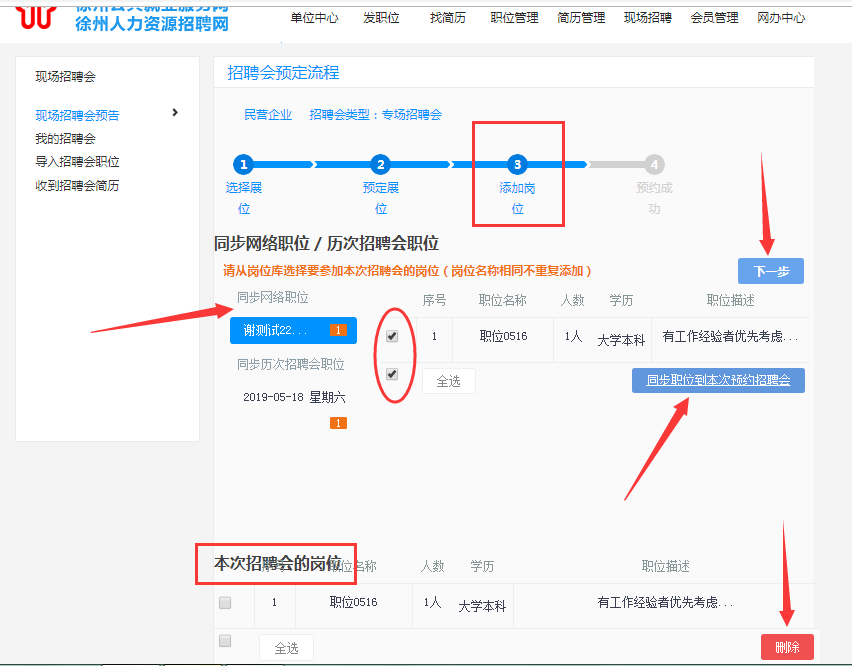 徐州公共就业服务网
徐州人力资源招聘网
单位中心 发职位 找简历 职位管理 简历管理 现场招聘 会员管理 网办中心
现场招聘会
现场招聘会预告
我的招聘会
导入招聘会职位
收到招聘会简历
招聘会预定流程
民营企业 招聘会类型：专场招聘会
1 2 3 4
选择展位
预定展位
添加岗位
预约成功
同步网络职位 / 历次招聘会职位
请从岗位库选择要参加本次招聘会的岗位（岗位名称相同不重复添加）
下一步
同步网络职位
谢测试22... 1
同步历次招聘会职位
2019-05-18 星期六
1
序号 职位名称 人数 学历 职位描述
1 职位0516 1人 大学本科 有工作经验者优先考虑...
全选
同步职位到本次预约招聘会
本次招聘会的岗位
职位名称 人数 学历 职位描述
1 职位0516 1人 大学本科 有工作经验者优先考虑...
全选
删除